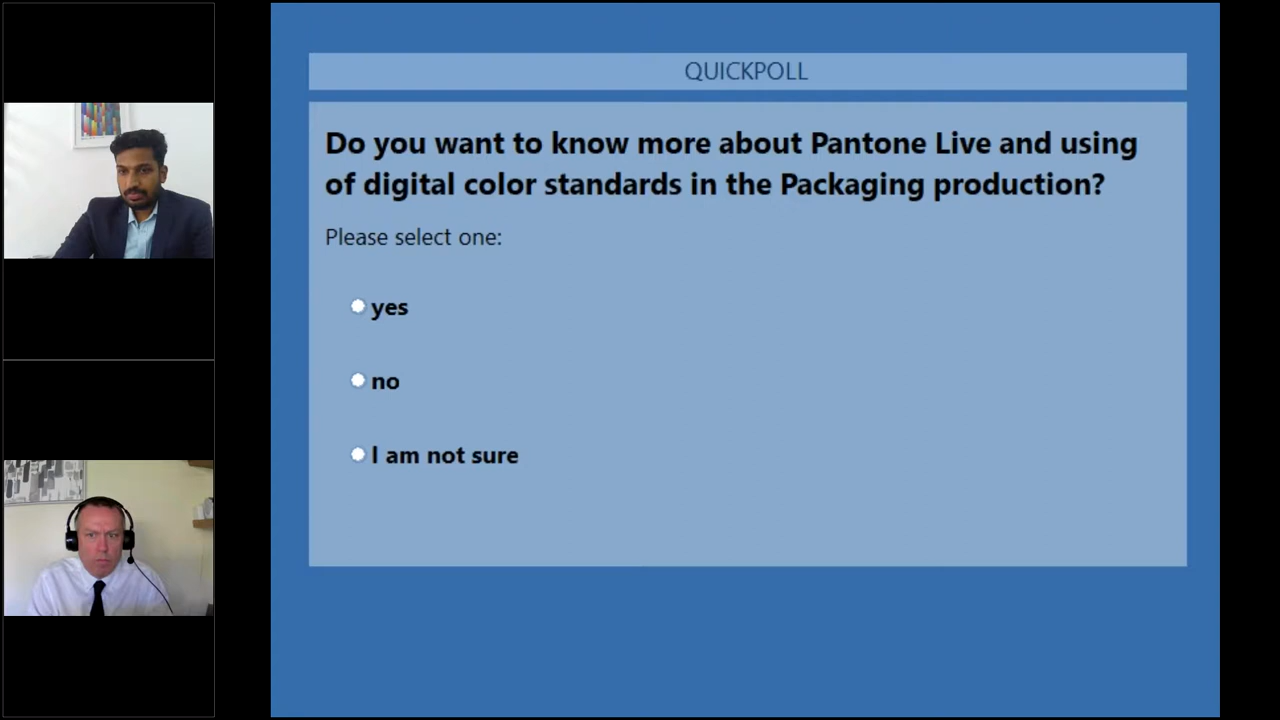 QUICKPOLL
Do you want to know more about Pantone Live and using
of digital color standards in the Packaging production?
Please select one:
yes
no
I am not sure